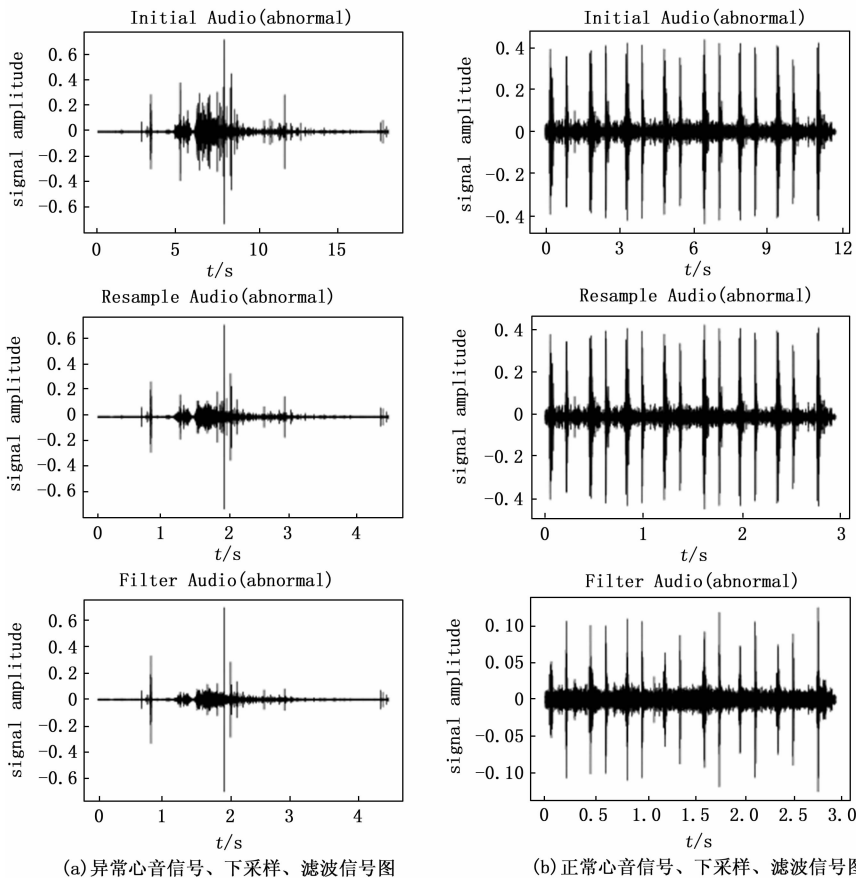 Initial Audio(abnormal)
signal amplitude
0.6
0.4
0.2
0
-0.2
-0.4
-0.6
0 5 10 15
t/s
Resample Audio(abnormal)
signal amplitude
0.6
0.4
0.2
0
-0.2
-0.4
-0.6
0 1 2 3 4
t/s
Filter Audio(abnormal)
signal amplitude
0.6
0.4
0.2
0
-0.2
-0.4
-0.6
0 1 2 3 4
t/s
(a)异常心音信号、下采样、滤波信号图
Initial Audio(abnormal)
signal amplitude
0.4
0.2
0
-0.2
-0.4
0 3 6 9 12
t/s
Resample Audio(abnormal)
signal amplitude
0.4
0.2
0
-0.2
-0.4
0 1 2 3
t/s
Filter Audio(abnormal)
signal amplitude
0.10
0.05
0
-0.05
-0.10
0 0.5 1.0 1.5 2.0 2.5 3.0
t/s
(b)正常心音信号、下采样、滤波信号图